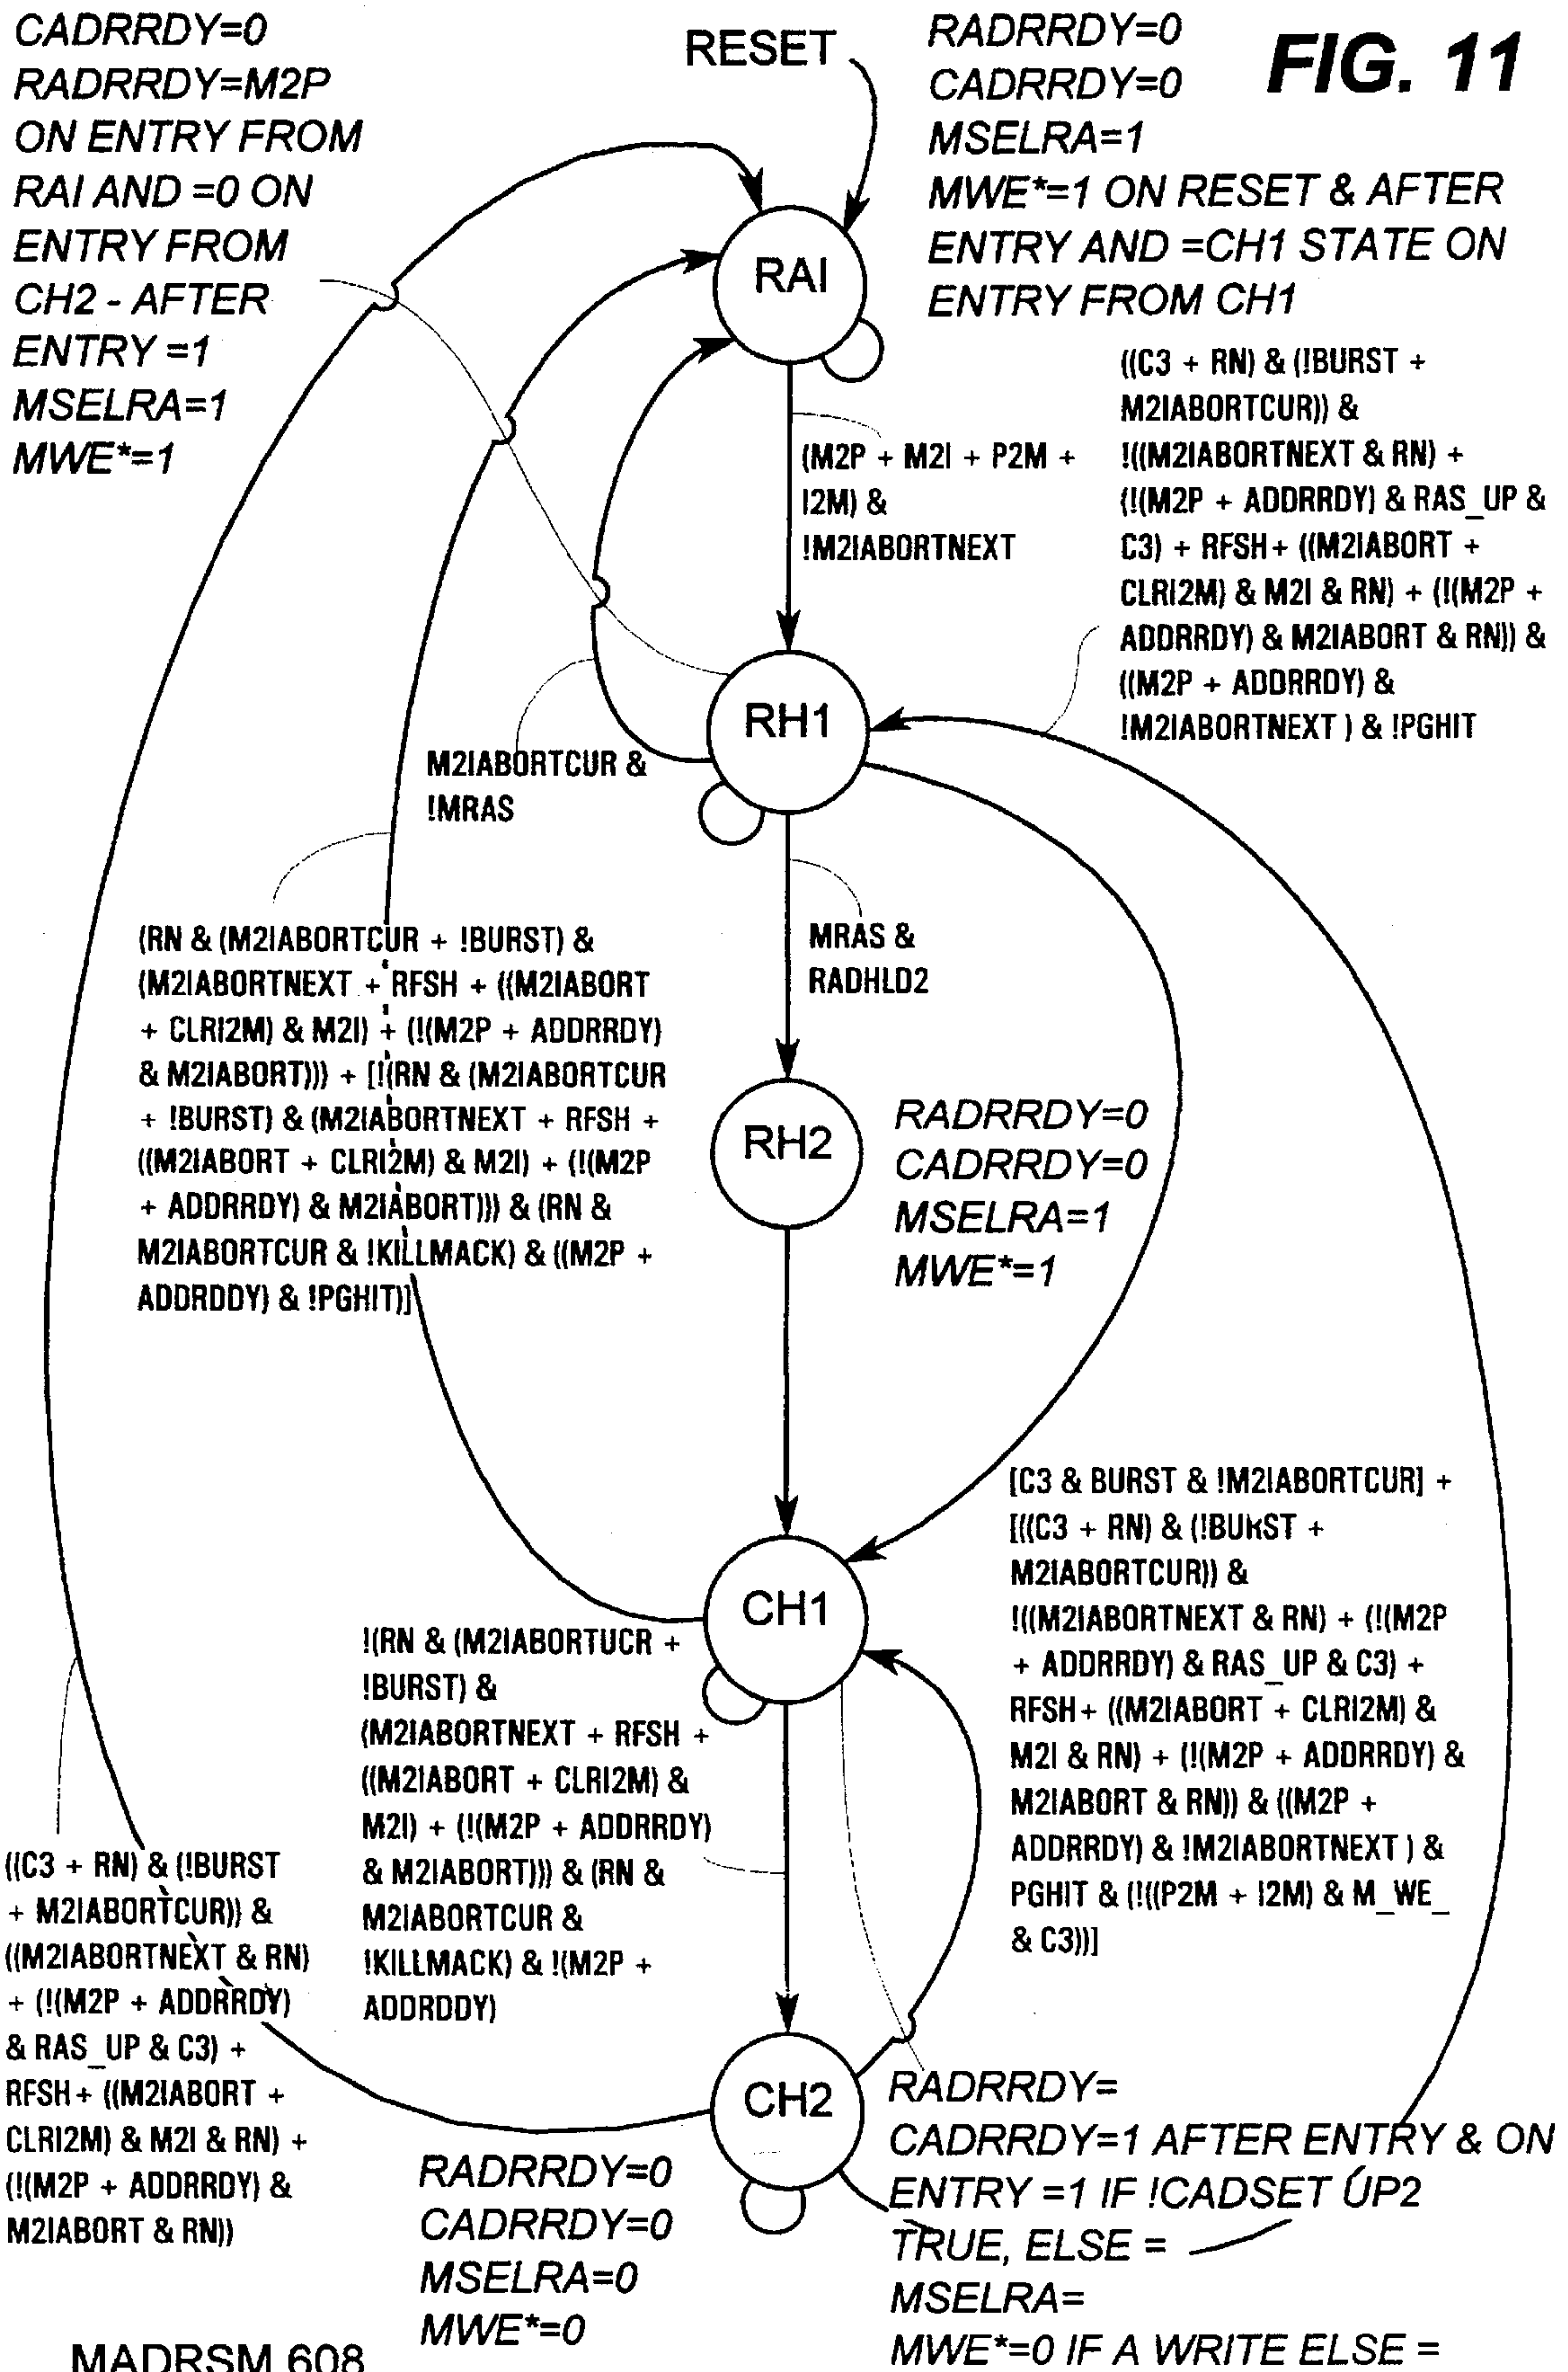 CADRRDY=0
RADRRDY=M2P
ON ENTRY FROM
RAI AND =0 ON
ENTRY FROM
CH2 - AFTER
ENTRY =1
MSELRA=1
MWE*=1
RESET
RADRRDY=0
CADRRDY=0
MSELRA=1
MWE*=1 ON RESET & AFTER
ENTRY AND =CH1 STATE ON
ENTRY FROM CH1
FIG. 11
RAI
(M2P + M2I + P2M +
I2M) &
!M2IABORTNEXT
((C3 + RN) & (!BURST +
M2IABORTCUR)) &
!((M2IABORTNEXT & RN) +
(!((M2P + ADDRRDY) & RAS_UP &
C3) + RFSH + ((M2IABORT +
CLRI2M) & M2I & RN) + (!((M2P +
ADDRRDY) & M2IABORT & RN)) &
((M2P + ADDRRDY) &
!M2IABORTNEXT ) & !PGHIT
RH1
M2IABORTCUR &
!MRAS
MRAS &
RADHLD2
(RN & (M2IABORTCUR + !BURST) &
(M2IABORTNEXT + RFSH + ((M2IABORT
+ CLRI2M) & M2I) + (!(M2P + ADDRRDY)
& M2IABORT))) + [!(RN & (M2IABORTCUR
+ !BURST) & (M2IABORTNEXT + RFSH +
((M2IABORT + CLRI2M) & M2I) + (!(M2P
+ ADDRRDY) & M2IABORT))) & (RN &
M2IABORTCUR & !KILLMACK) & ((M2P +
ADDRDDY) & !PGHIT)]
RH2
RADRRDY=0
CADRRDY=0
MSELRA=1
MWE*=1
CH1
[C3 & BURST & !M2IABORTCUR] +
[((C3 + RN) & (!BURST +
M2IABORTCUR)) &
!((M2IABORTNEXT & RN) + (!(M2P
+ ADDRRDY) & RAS_UP & C3) +
RFSH + ((M2IABORT + CLRI2M) &
M2I & RN) + (!(M2P + ADDRRDY) &
M2IABORT & RN)) & ((M2P +
ADDRRDY) & !M2IABORTNEXT ) &
PGHIT & (!((P2M + I2M) & M_WE_
& C3))]
!(RN & (M2IABORTUCR +
!BURST) &
(M2IABORTNEXT + RFSH +
((M2IABORT + CLRI2M) &
M2I) + (!(M2P + ADDRRDY)
& M2IABORT))) & (RN &
M2IABORTCUR &
!KILLMACK) & !(M2P +
ADDRDDY)
((C3 + RN) & (!BURST
+ M2IABORTCUR)) &
((M2IABORTNEXT & RN)
+ (!(M2P + ADDRRDY)
& RAS_UP & C3) +
RFSH + ((M2IABORT +
CLRI2M) & M2I & RN) +
(!(M2P + ADDRRDY) &
M2IABORT & RN))
CH2
RADRRDY=0
CADRRDY=0
MSELRA=0
MWE*=0
RADRRDY=
CADRRDY=1 AFTER ENTRY & ON
ENTRY =1 IF !CADSET UP2
TRUE, ELSE =
MSELRA=
MWE*=0 IF A WRITE ELSE =
MADRSM 608